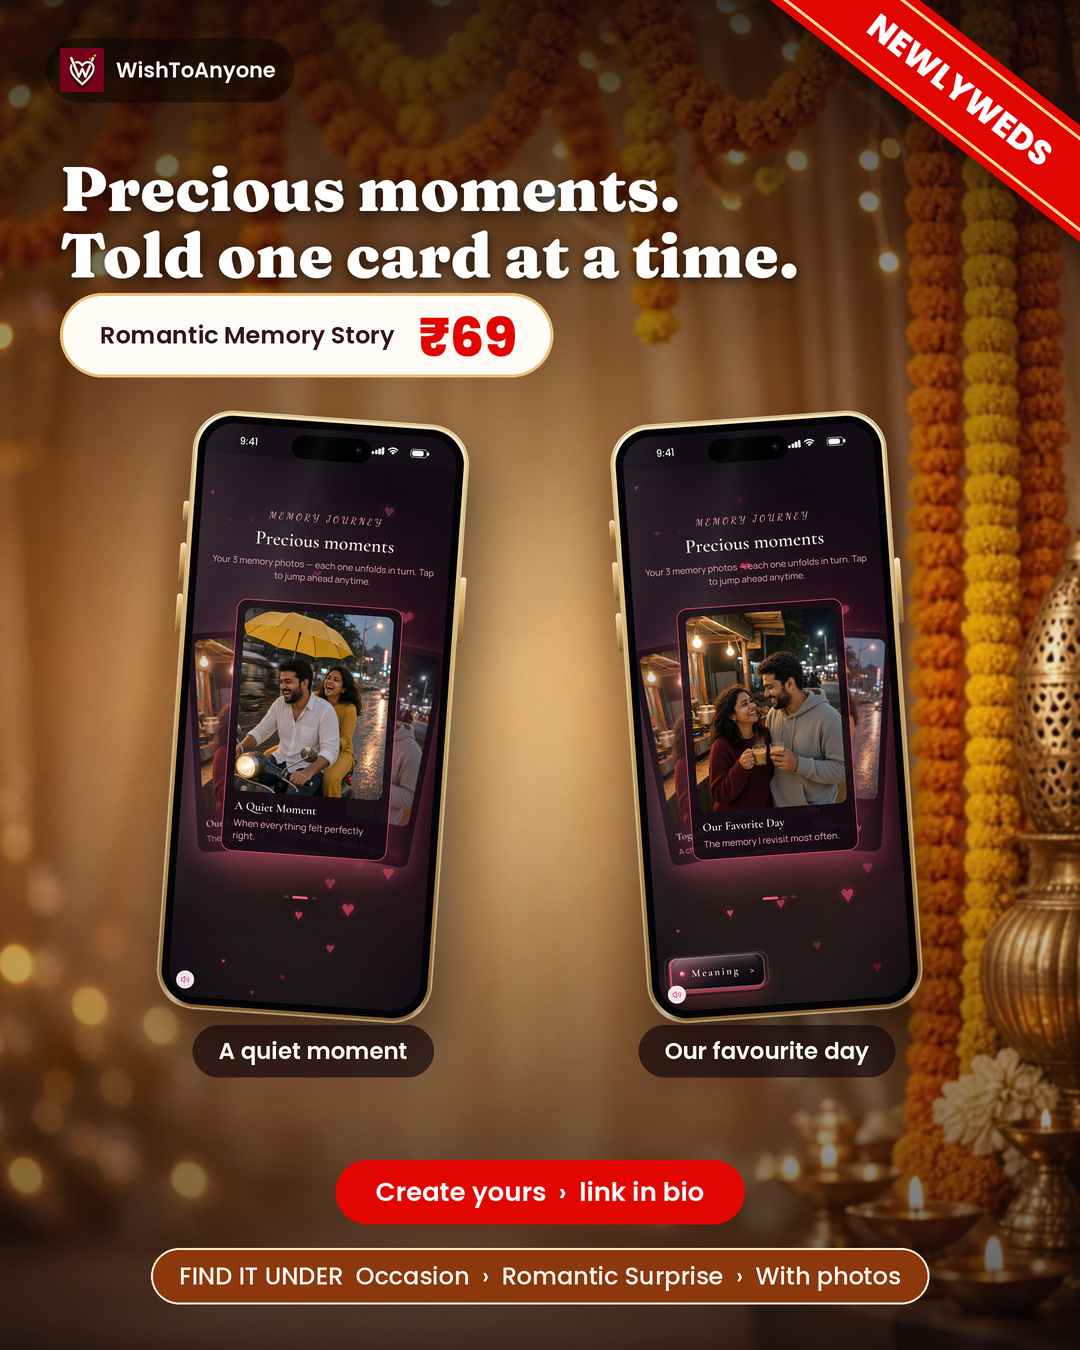 WishToAnyone
NEWLYWEDS
Precious moments.
Told one card at a time.
Romantic Memory Story ₹69
9:41
MEMORY JOURNEY
Precious moments
Your 3 memory photos — each one unfolds in turn. Tap
to jump ahead anytime.
A Quiet Moment
When everything felt perfectly
right.
9:41
MEMORY JOURNEY
Precious moments
Your 3 memory photos — each one unfolds in turn. Tap
to jump ahead anytime.
Our Favorite Day
The memory I revisit most often.
Meaning >
A quiet moment
Our favourite day
Create yours › link in bio
FIND IT UNDER Occasion › Romantic Surprise › With photos